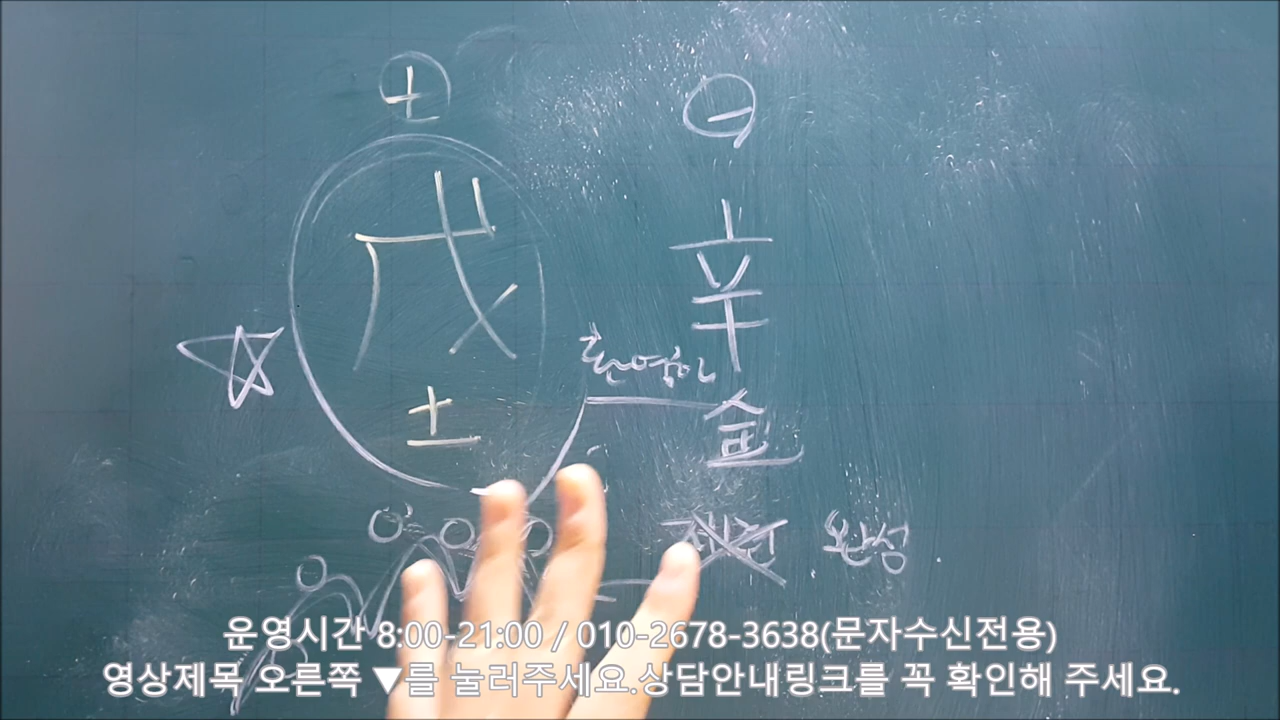 + -
戊 辛
土 金
완성
운영시간 8:00-21:00 / 010-2678-3638(문자수신전용)
영상제목 오른쪽 ▼를 눌러주세요.상담안내링크를 꼭 확인해 주세요.